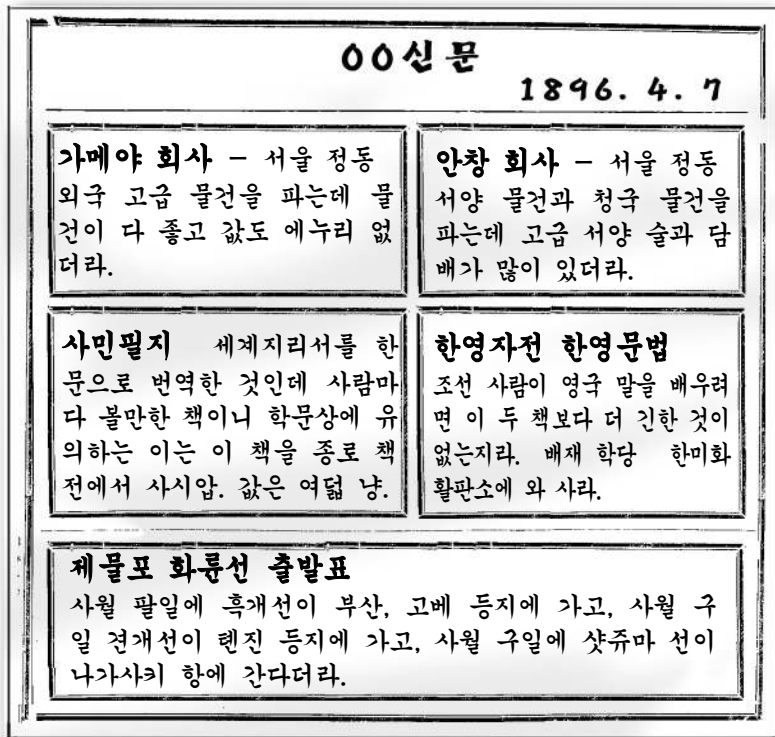 OO신문
1896. 4. 7
가메야 회사 - 서울 정동
외국 고급 물건을 파는데 물
건이 다 좋고 값도 에누리 없
더라.
안창 회사 - 서울 정동
서양 물건과 청국 물건을
파는데 고급 서양 술과 담
배가 많이 있더라.
사민필지 세계지리서를 한
문으로 번역한 것인데 사람마
다 볼만한 책이니 학문상에 유
의하는 이는 이 책을 종로 책
전에서 사시압. 값은 여덟 냥.
한영자전 한영문법
조선 사람이 영국 말을 배우려
면 이 두 책보다 더 긴한 것이
없는지라. 배재 학당 한미화
활판소에 와 사라.
제물포 화륜선 출발표
사월 팔일에 흑개선이 부산, 고베 등지에 가고, 사월 구
일 견개선이 톈진 등지에 가고, 사월 구일에 샷쥬마 선이
나가사키 항에 간다더라.